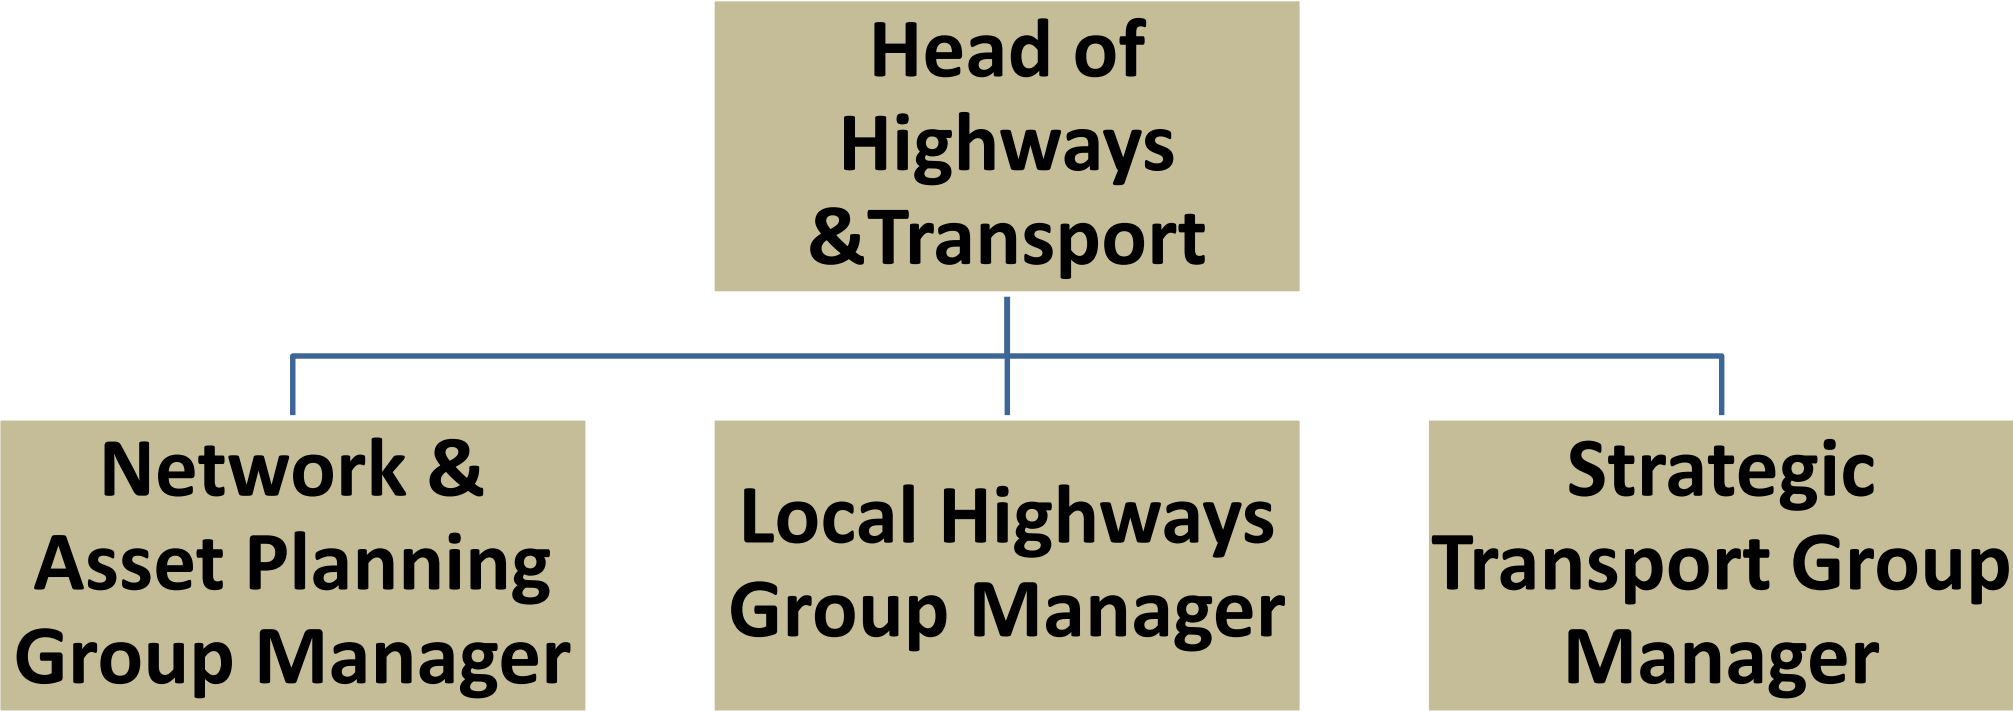 Head of
Highways
&Transport
Network &
Asset Planning
Group Manager
Local Highways
Group Manager
Strategic
Transport Group
Manager